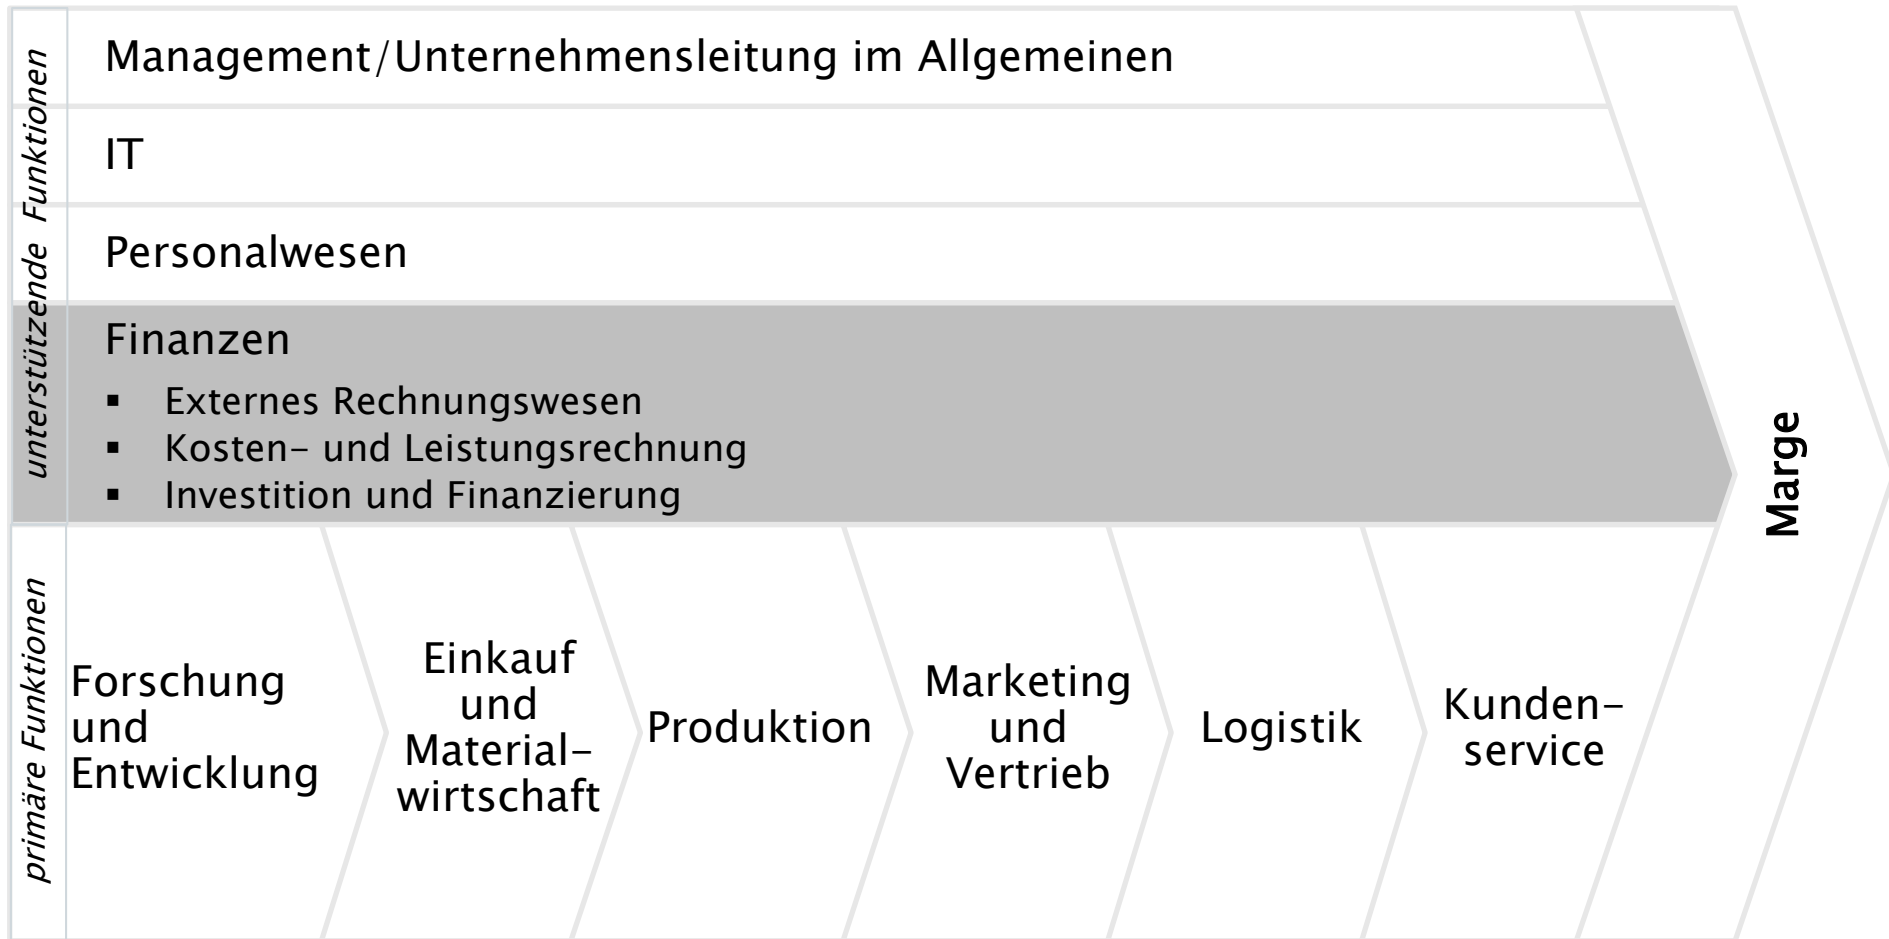 unterstützende Funktionen
Management/Unternehmensleitung im Allgemeinen
IT
Personalwesen
Finanzen
▪ Externes Rechnungswesen
▪ Kosten- und Leistungsrechnung
▪ Investition und Finanzierung
Marge
primäre Funktionen
Forschung
und
Entwicklung
Einkauf
und
Material-
wirtschaft
Produktion
Marketing
und
Vertrieb
Logistik
Kunden-
service